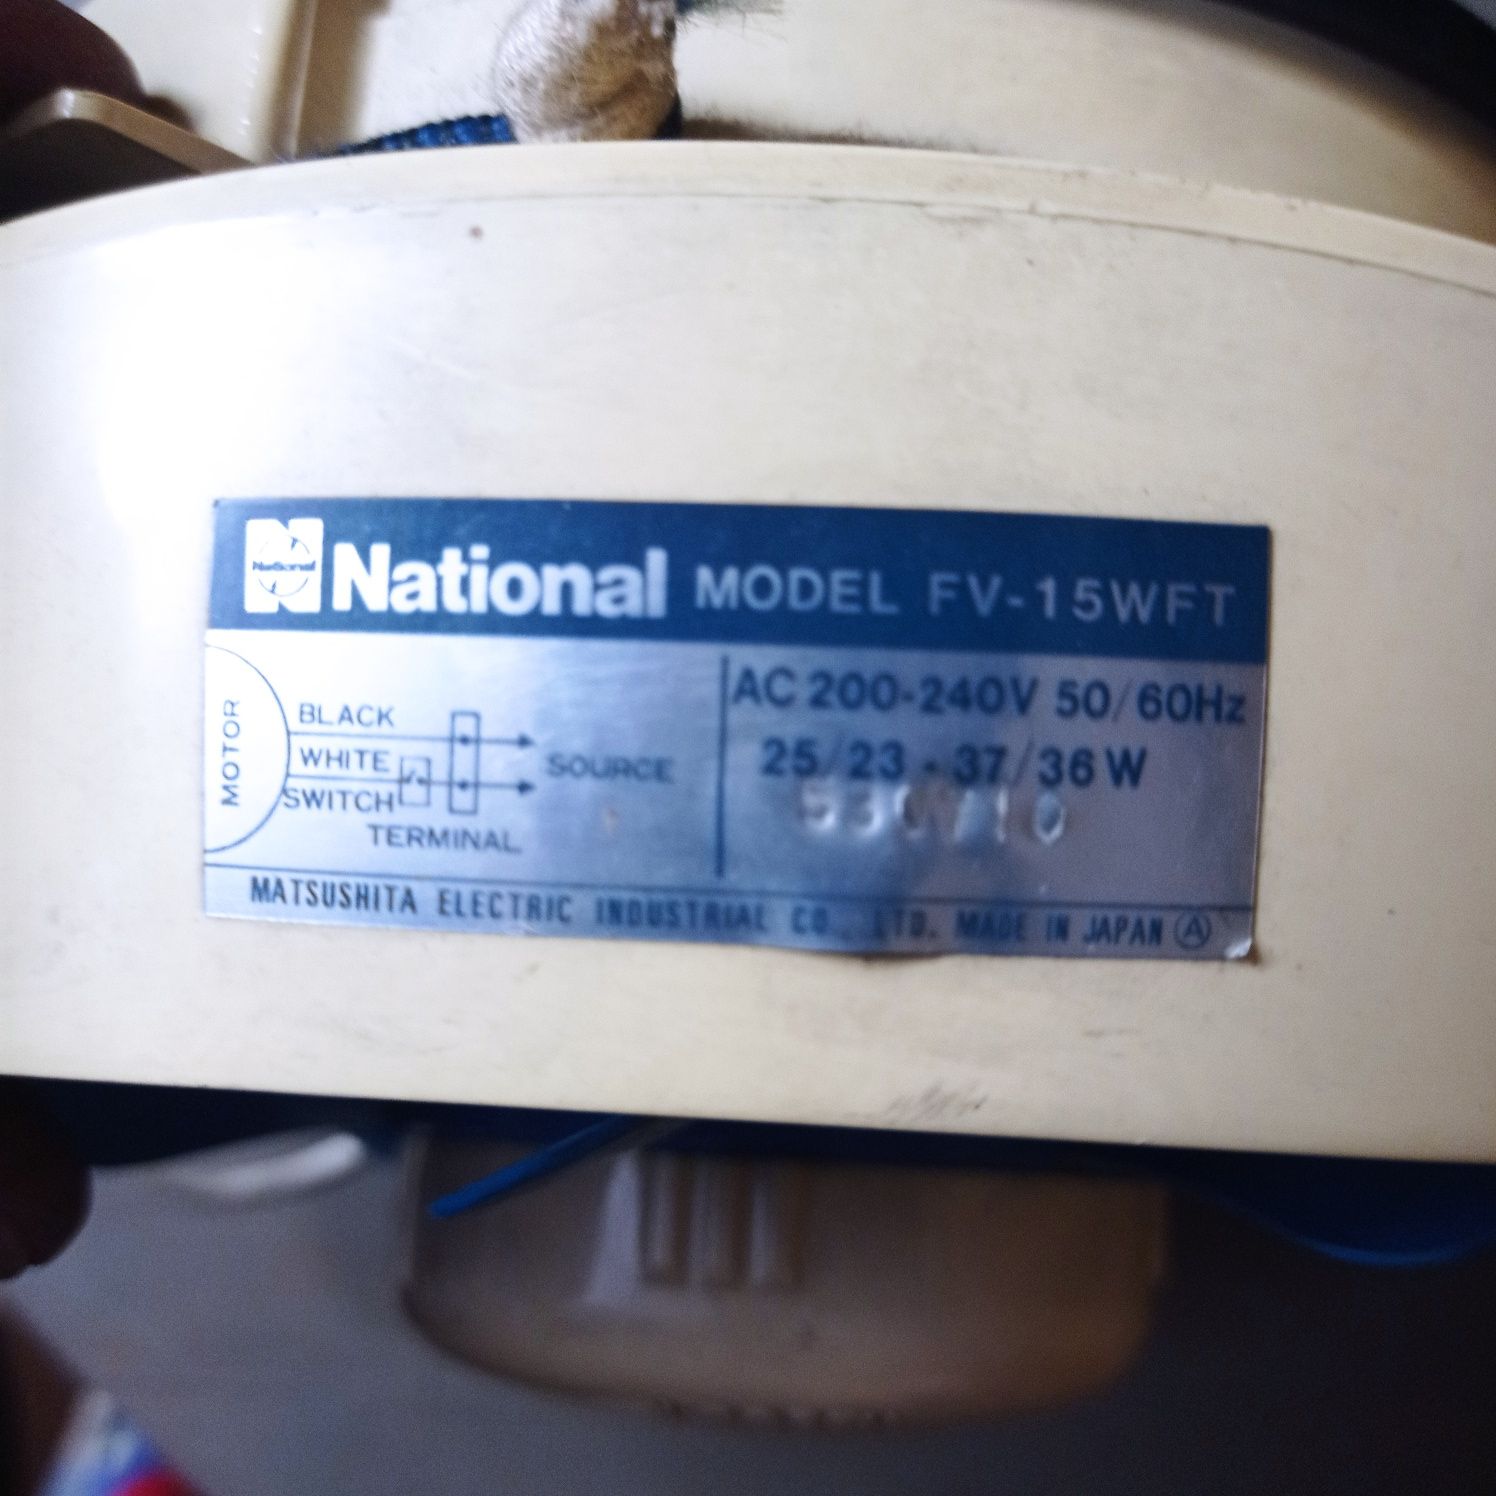 National
National MODEL FV-15WFT
MOTOR
BLACK
WHITE
SWITCH
SOURCE
TERMINAL
AC 200-240V 50/60Hz
25/23 - 37/36 W
MATSUSHITA ELECTRIC INDUSTRIAL CO., LTD. MADE IN JAPAN Ⓐ